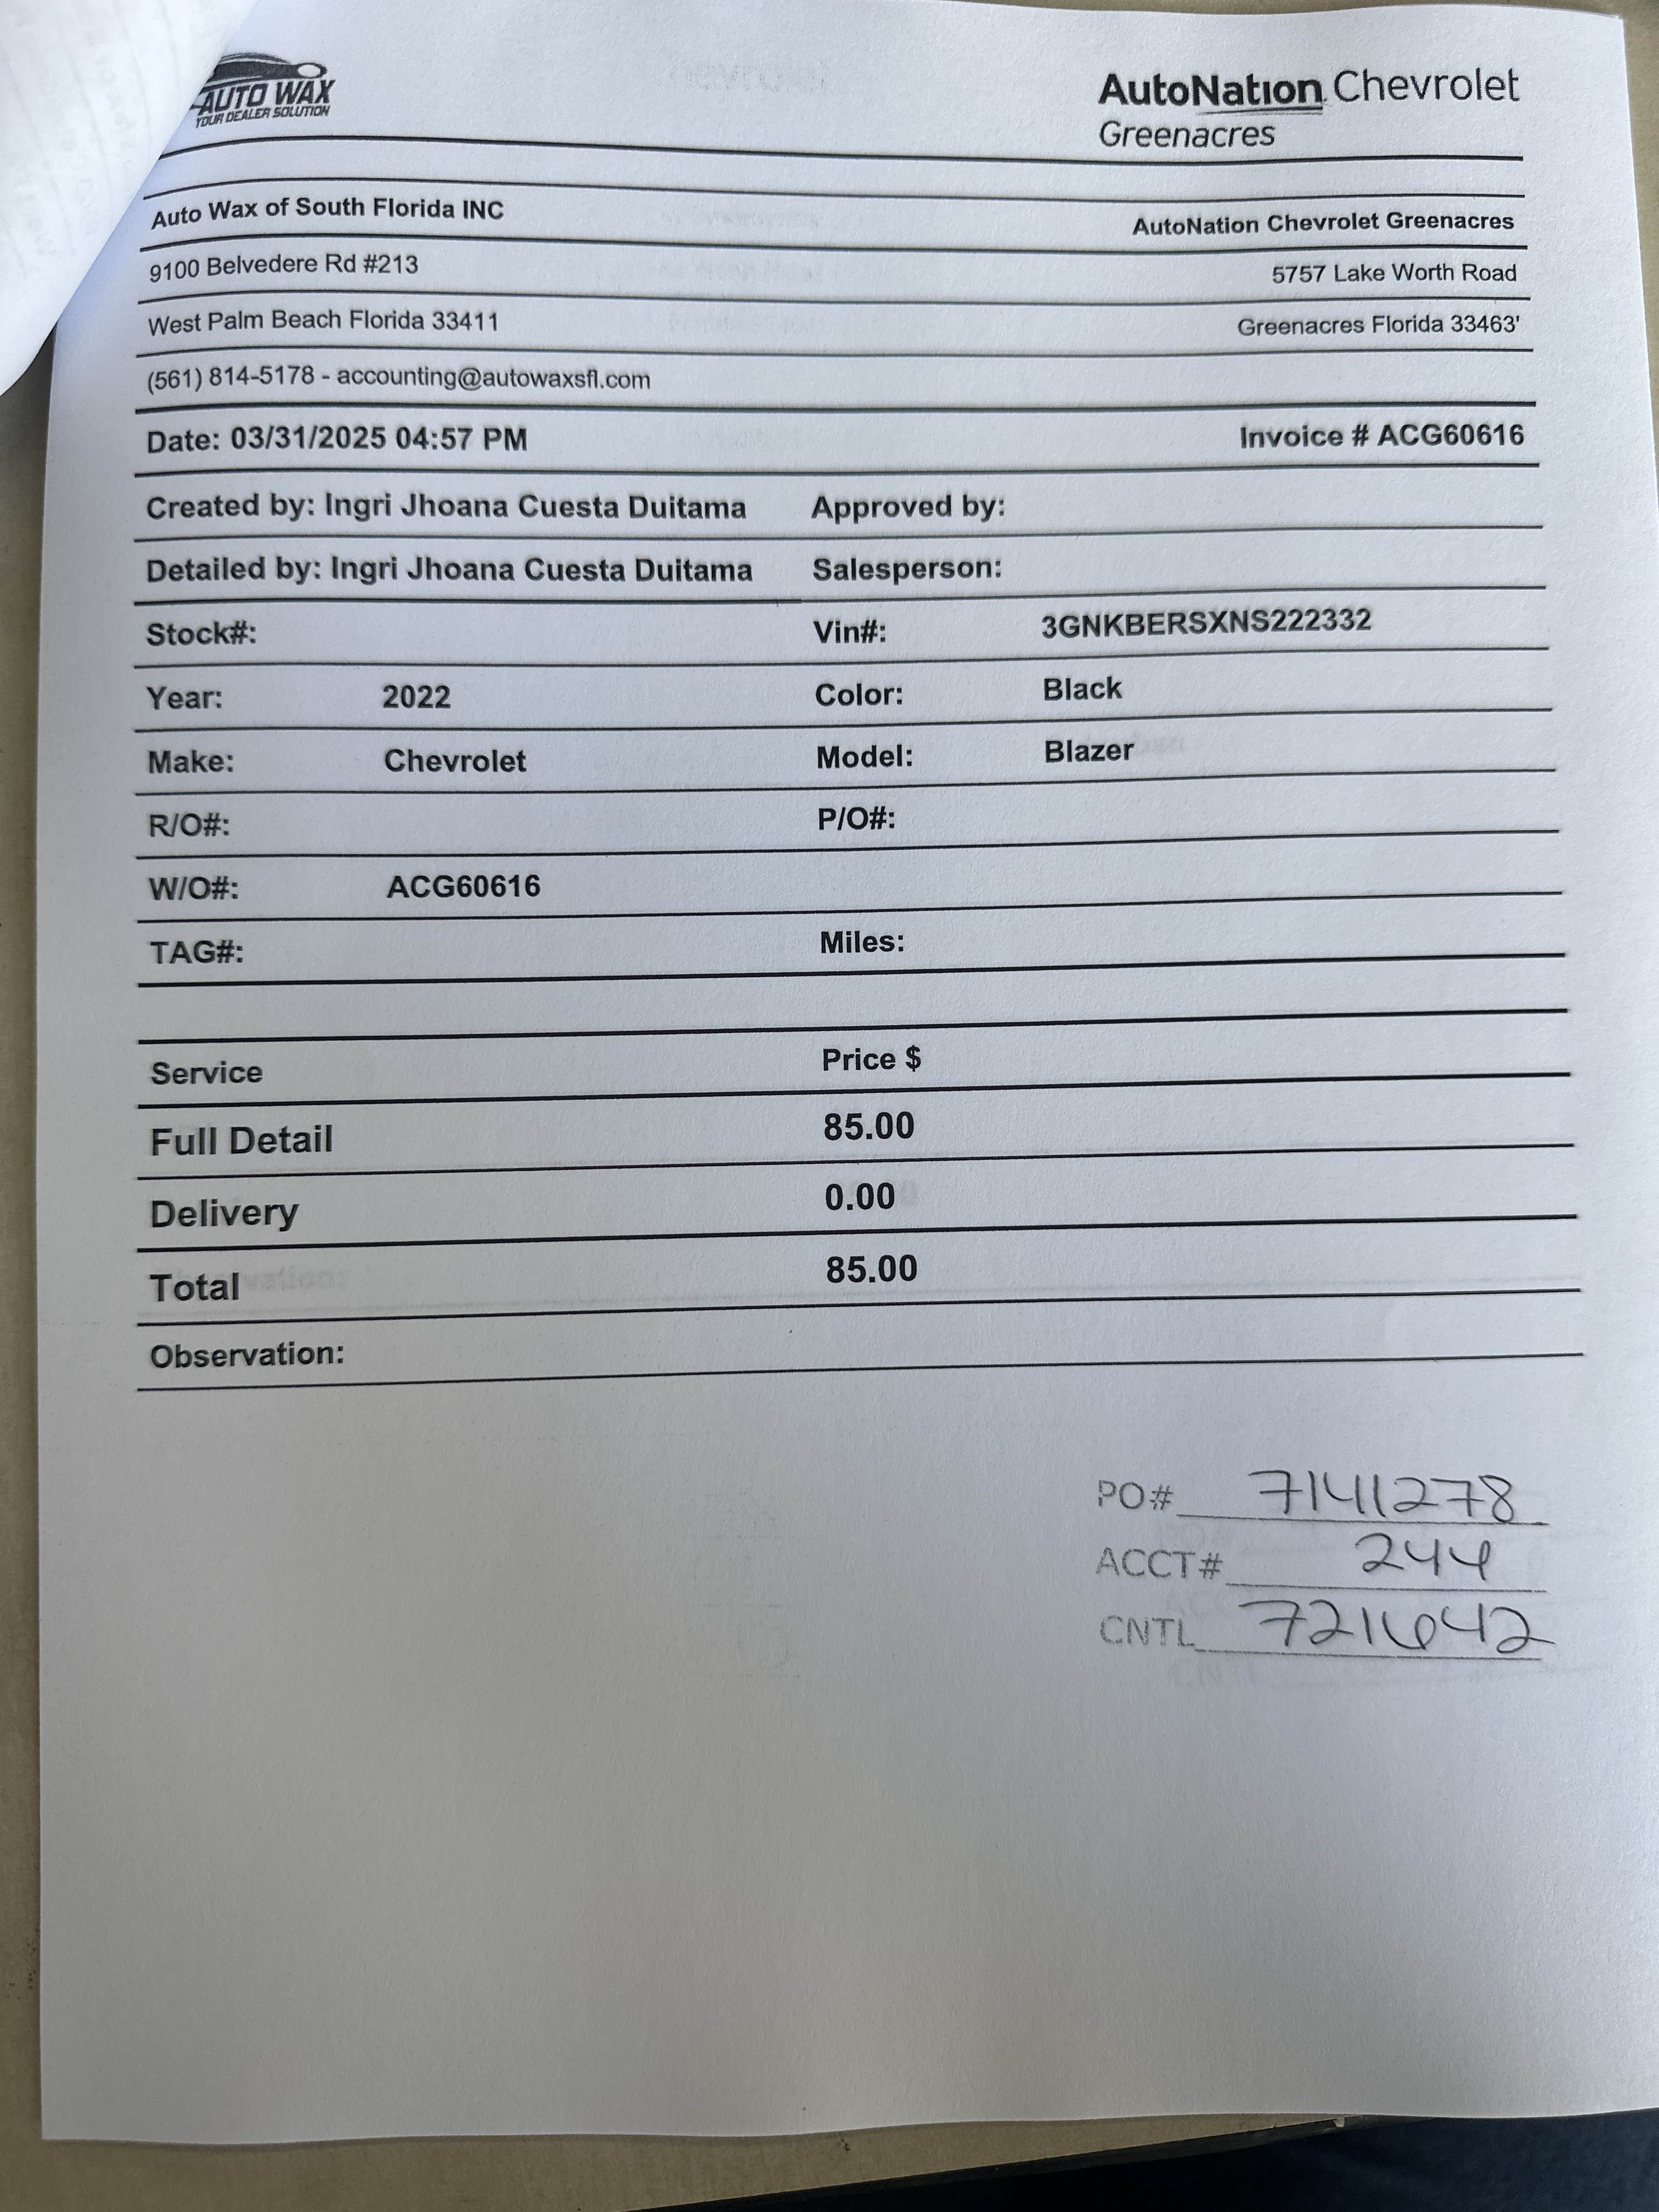 AUTO WAX
YOUR DEALER SOLUTION
AutoNation Chevrolet
Greenacres
Auto Wax of South Florida INC
AutoNation Chevrolet Greenacres
9100 Belvedere Rd #213
5757 Lake Worth Road
West Palm Beach Florida 33411
Greenacres Florida 33463'
(561) 814-5178 - accounting@autowaxsfl.com
Date: 03/31/2025 04:57 PM
Invoice # ACG60616
Created by: Ingri Jhoana Cuesta Duitama Approved by:
Detailed by: Ingri Jhoana Cuesta Duitama Salesperson:
Stock#: Vin#: 3GNKBERSXNS222332
Year: 2022 Color: Black
Make: Chevrolet Model: Blazer
R/O#: P/O#:
W/O#: ACG60616
TAG#: Miles:
Service Price $
Full Detail 85.00
Delivery 0.00
Total 85.00
Observation:
PO# 7141278
ACCT# 244
CNTL 721642